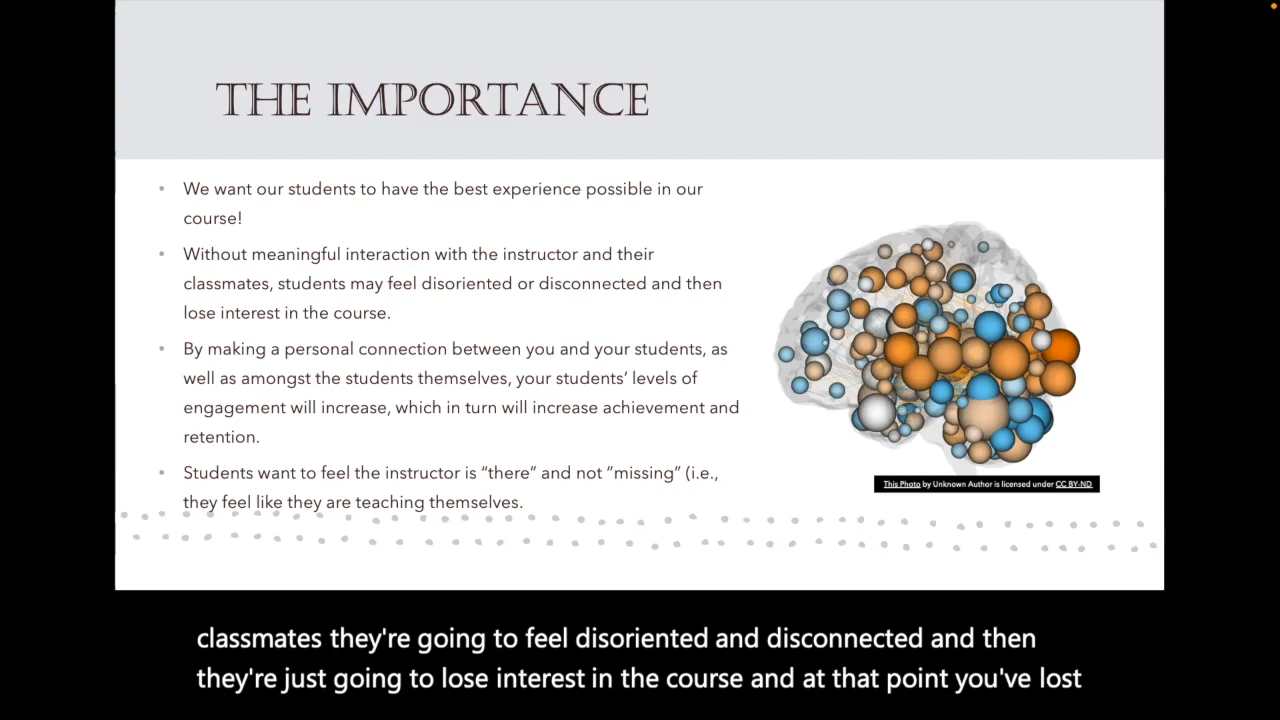 THE IMPORTANCE
• We want our students to have the best experience possible in our
course!
• Without meaningful interaction with the instructor and their
classmates, students may feel disoriented or disconnected and then
lose interest in the course.
• By making a personal connection between you and your students, as
well as amongst the students themselves, your students’ levels of
engagement will increase, which in turn will increase achievement and
retention.
• Students want to feel the instructor is “there” and not ”missing” (i.e.,
they feel like they are teaching themselves.
This Photo by Unknown Author is licensed under CC BY-ND
classmates they're going to feel disoriented and disconnected and then
they're just going to lose interest in the course and at that point you've lost